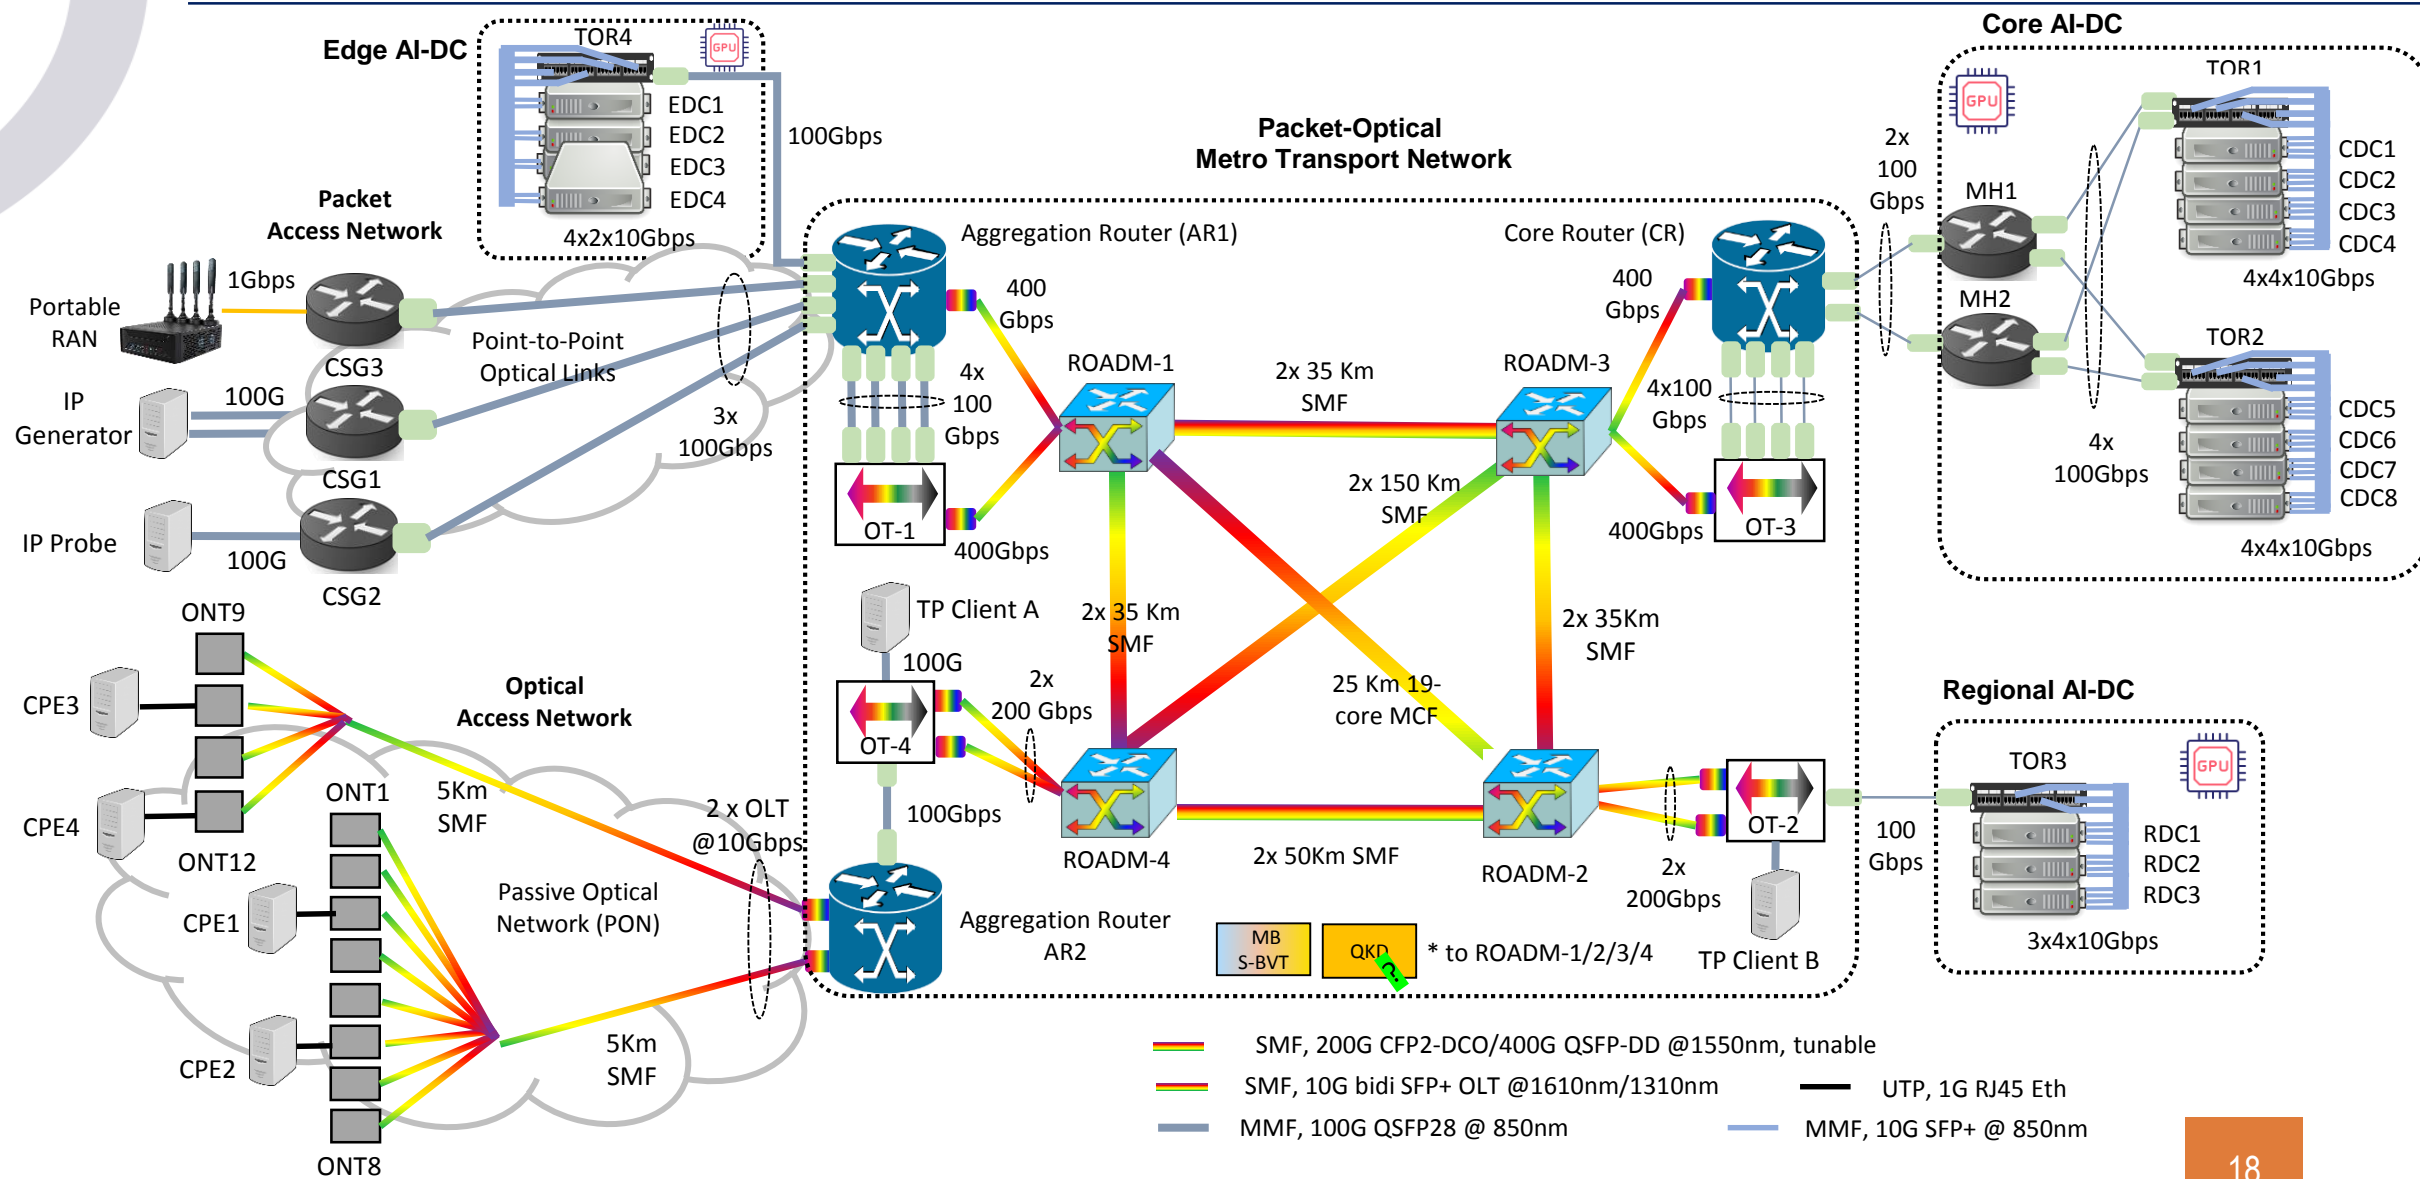 Edge AI-DC
TOR4
GPU
EDC1
EDC2
EDC3
EDC4
4x2x10Gbps
100Gbps
Packet-Optical
Metro Transport Network
Core AI-DC
GPU
TOR1
CDC1
CDC2
CDC3
CDC4
4x4x10Gbps
2x
100
Gbps
MH1
MH2
TOR2
CDC5
CDC6
CDC7
CDC8
4x4x10Gbps
4x
100Gbps
Packet
Access Network
Portable
RAN
1Gbps
CSG3
Point-to-Point
Optical Links
IP
Generator
100G
CSG1
3x
100Gbps
IP Probe
100G
CSG2
Aggregation Router (AR1)
400
Gbps
4x
100
Gbps
OT-1
400Gbps
ROADM-1
2x 35 Km
SMF
ROADM-3
Core Router (CR)
400
Gbps
4x100
Gbps
400Gbps
OT-3
2x 150 Km
SMF
2x 35 Km
SMF
2x 35Km
SMF
25 Km 19-
core MCF
TP Client A
100G
OT-4
2x
200 Gbps
100Gbps
ROADM-4
2x 50Km SMF
ROADM-2
OT-2
2x
200Gbps
TP Client B
Aggregation Router
AR2
MB
S-BVT
QKD
* to ROADM-1/2/3/4
100
Gbps
Regional AI-DC
TOR3
GPU
RDC1
RDC2
RDC3
3x4x10Gbps
ONT9
CPE3
CPE4
ONT12
Optical
Access Network
5Km
SMF
ONT1
CPE1
CPE2
ONT8
2 x OLT
@10Gbps
Passive Optical
Network (PON)
5Km
SMF
SMF, 200G CFP2-DCO/400G QSFP-DD @1550nm, tunable
SMF, 10G bidi SFP+ OLT @1610nm/1310nm
UTP, 1G RJ45 Eth
MMF, 100G QSFP28 @ 850nm
MMF, 10G SFP+ @ 850nm
18